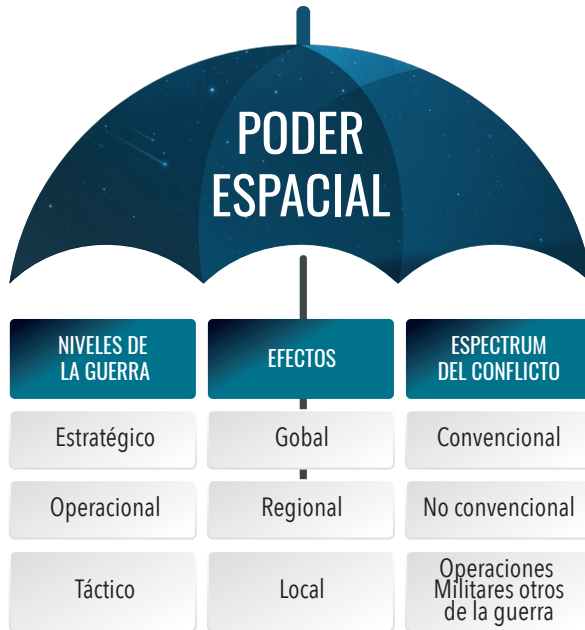 PODER
ESPACIAL
NIVELES DE
LA GUERRA
EFECTOS
ESPECTRUM
DEL CONFLICTO
Estratégico
Gobal
Convencional
Operacional
Regional
No convencional
Táctico
Local
Operaciones
Militares otros
de la guerra